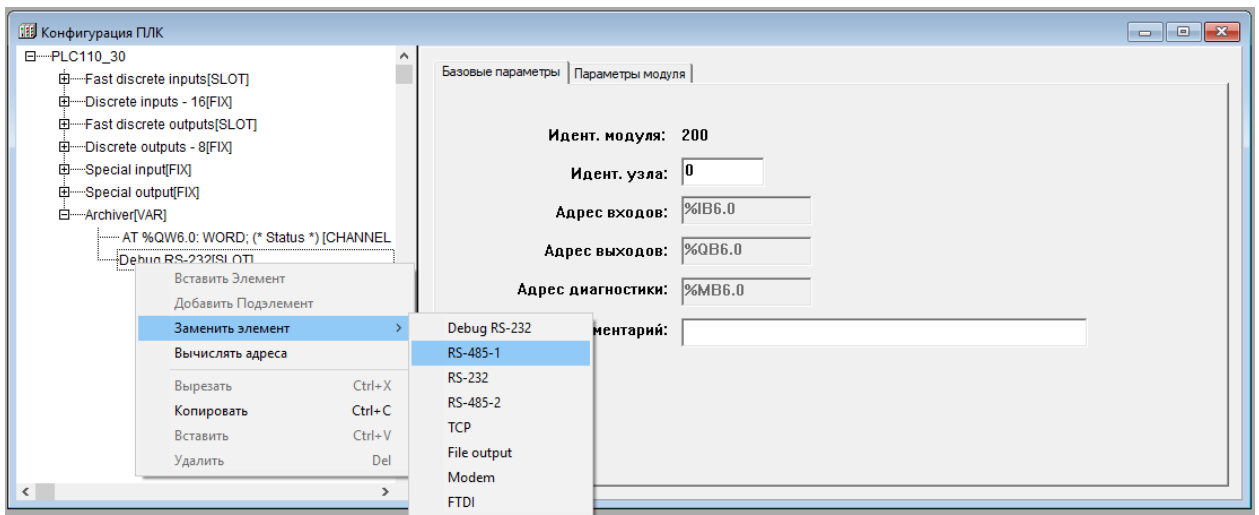 Конфигурация ПЛК
PLC110_30
Fast discrete inputs[SLOT]
Discrete inputs - 16[FIX]
Fast discrete outputs[SLOT]
Discrete outputs - 8[FIX]
Special input[FIX]
Special output[FIX]
Archiver[VAR]
AT %QW6.0: WORD; (* Status *) [CHANNEL
Debug RS-232[SLOT]
Вставить Элемент
Добавить Подэлемент
Заменить элемент
Вычислять адреса
Вырезать Ctrl+X
Копировать Ctrl+C
Вставить Ctrl+V
Удалить Del
Debug RS-232
RS-485-1
RS-232
RS-485-2
TCP
File output
Modem
FTDI
Базовые параметры Параметры модуля
Идент. модуля: 200
Идент. узла: 0
Адрес входов: %IB6.0
Адрес выходов: %QB6.0
Адрес диагностики: %MB6.0
ментарий: